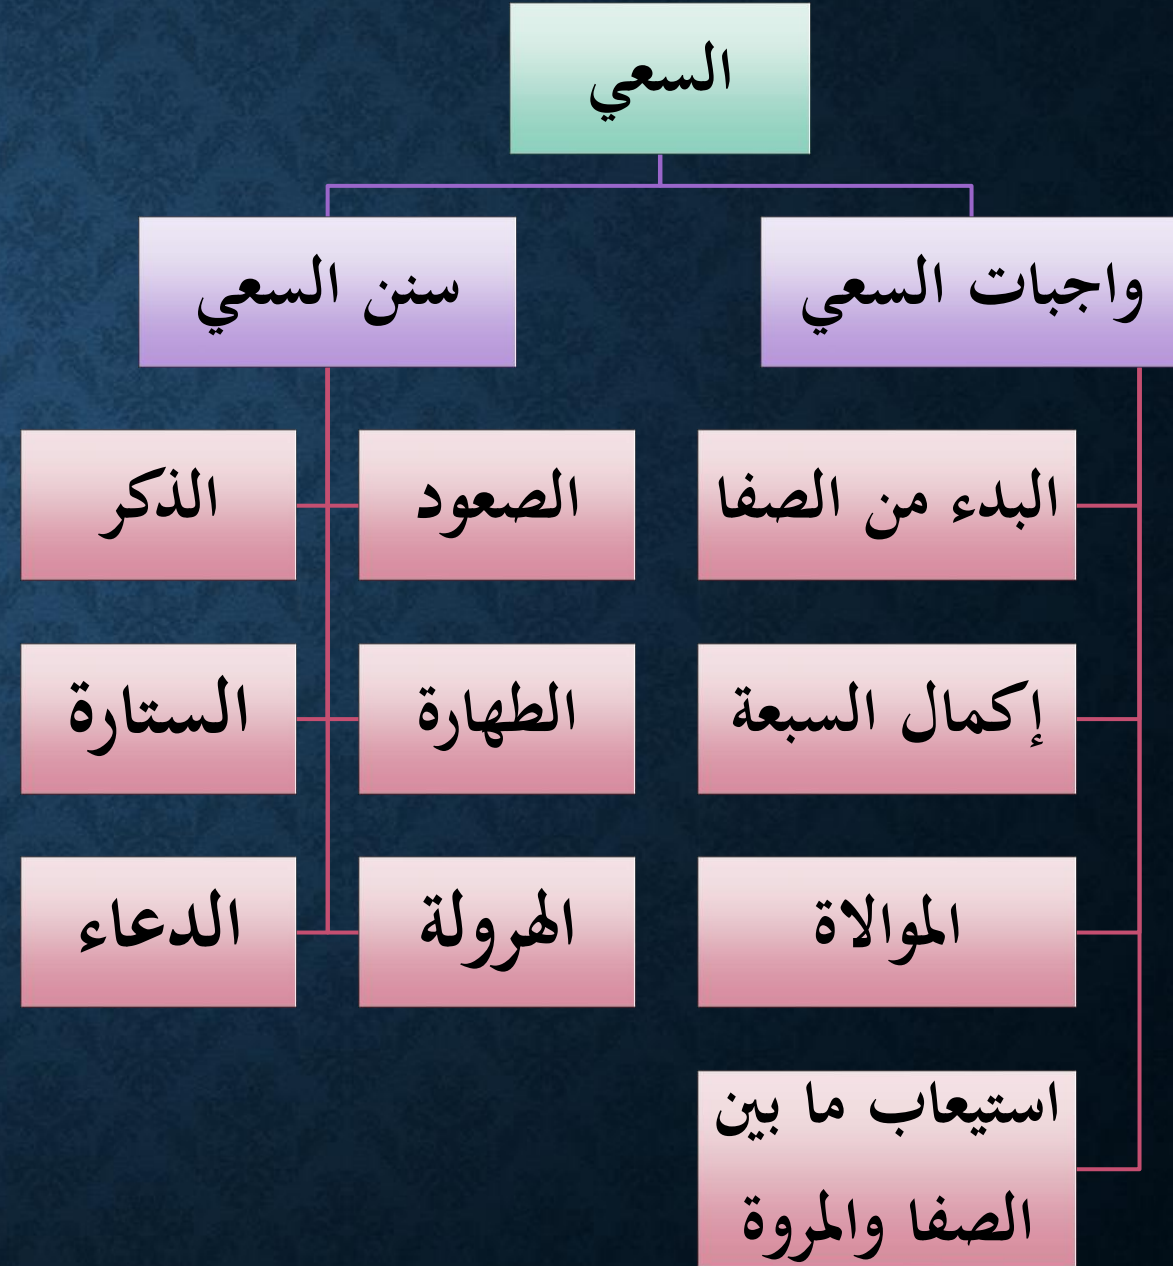 السعي
واجبات السعي
البدء من الصفا
إكمال السبعة
الموالاة
استيعاب ما بين
الصفا والمروة
سنن السعي
الصعود
الذكر
الطهارة
الستارة
الهرولة
الدعاء